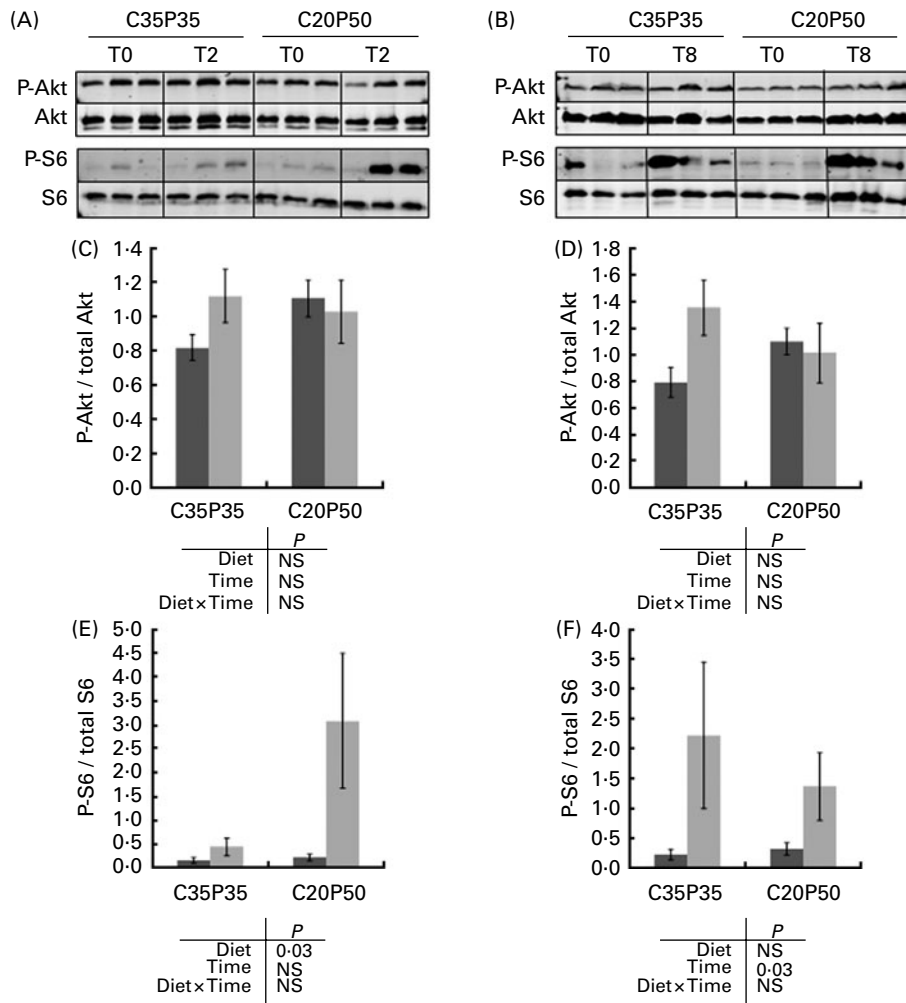 (A) C35P35 C20P50
T0 T2 T0 T2
P-Akt
Akt
P-S6
S6
(B) C35P35 C20P50
T0 T8 T0 T8
P-Akt
Akt
P-S6
S6
(C)
P-Akt / total Akt
1·4
1·2
1·0
0·8
0·6
0·4
0·2
0·0
C35P35 C20P50
P
Diet NS
Time NS
Diet×Time NS
(D)
P-Akt / total Akt
1·8
1·6
1·4
1·2
1·0
0·8
0·6
0·4
0·2
0·0
C35P35 C20P50
P
Diet NS
Time NS
Diet×Time NS
(E)
P-S6 / total S6
5·0
4·5
4·0
3·5
3·0
2·5
2·0
1·5
1·0
0·5
0·0
C35P35 C20P50
P
Diet 0·03
Time NS
Diet×Time NS
(F)
P-S6 / total S6
4·0
3·5
3·0
2·5
2·0
1·5
1·0
0·5
0·0
C35P35 C20P50
P
Diet NS
Time 0·03
Diet×Time NS